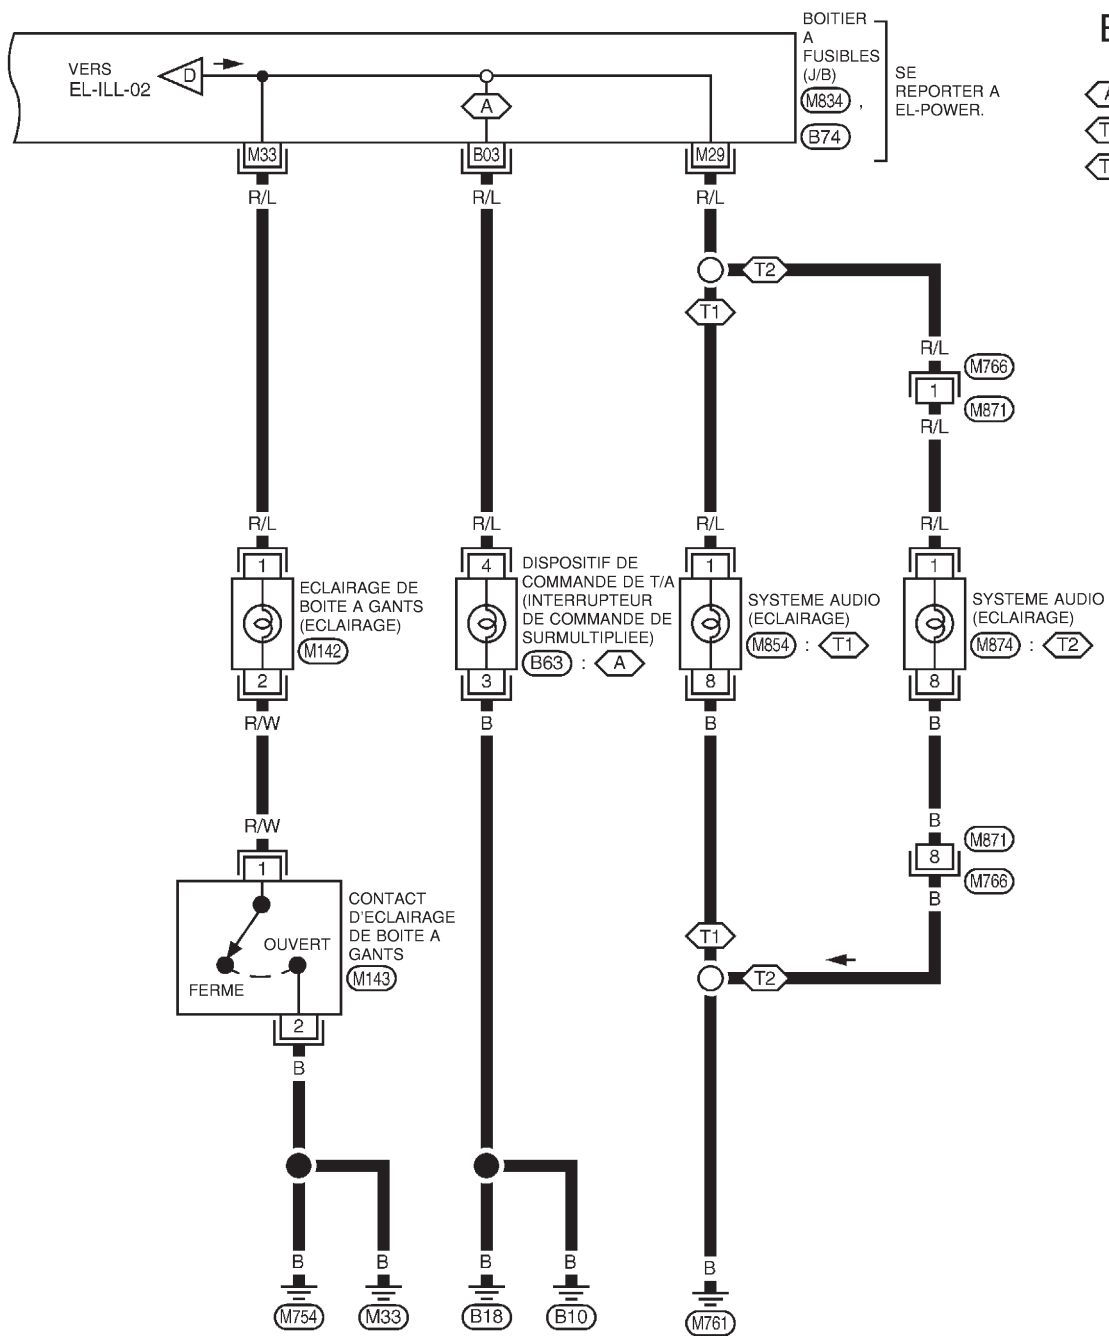 BOITIER
A
FUSIBLES
(J/B)
M834 ,
B74
SE
REPORTER A
EL-POWER.
E
A
T
T
VERS
EL-ILL-02
D
A
M33
B03
M29
R/L
R/L
R/L
T2
T1
R/L
M766
1
M871
R/L
R/L
R/L
R/L
R/L
1
4
1
1
ECLAIRAGE DE
BOITE A GANTS
(ECLAIRAGE)
M142
DISPOSITIF DE
COMMANDE DE T/A
(INTERRUPTEUR
DE COMMANDE DE
SURMULTIPLIEE)
B63 : A
SYSTEME AUDIO
(ECLAIRAGE)
M854 : T1
SYSTEME AUDIO
(ECLAIRAGE)
M874 : T2
2
3
8
8
R/W
B
B
B
R/W
B
M871
8
M766
B
1
CONTACT
D'ECLAIRAGE
DE BOITE A
GANTS
M143
OUVERT
FERME
2
T1
T2
B
B
B
B
B
B
M754
M33
B18
B10
M761